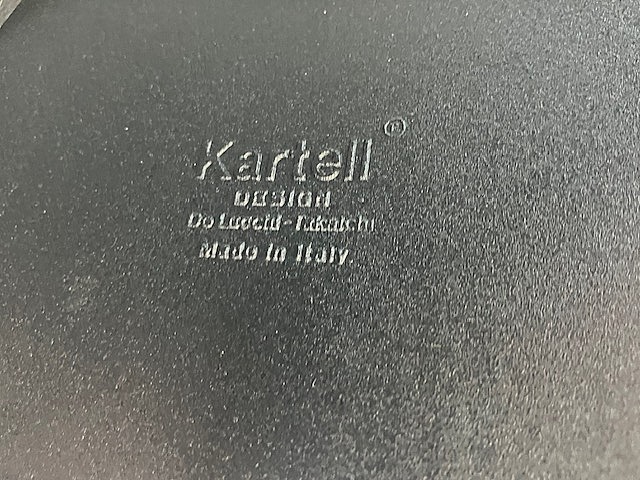 Kartell®
DESIGN
De Lucchi-Takaichi
Made in Italy.